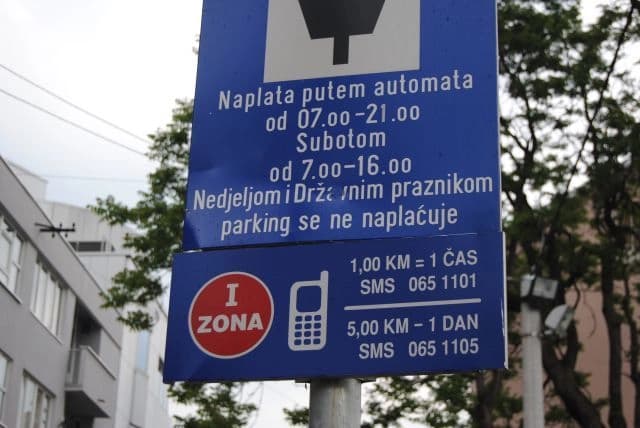 Naplata putem automata
od 07.00-21.00
Subotom
od 7.00-16.00
Nedjeljom i Državnim praznikom
parking se ne naplaćuje
I
ZONA
1,00 KM = 1 ČAS
SMS 065 1101
5,00 KM - 1 DAN
SMS 065 1105